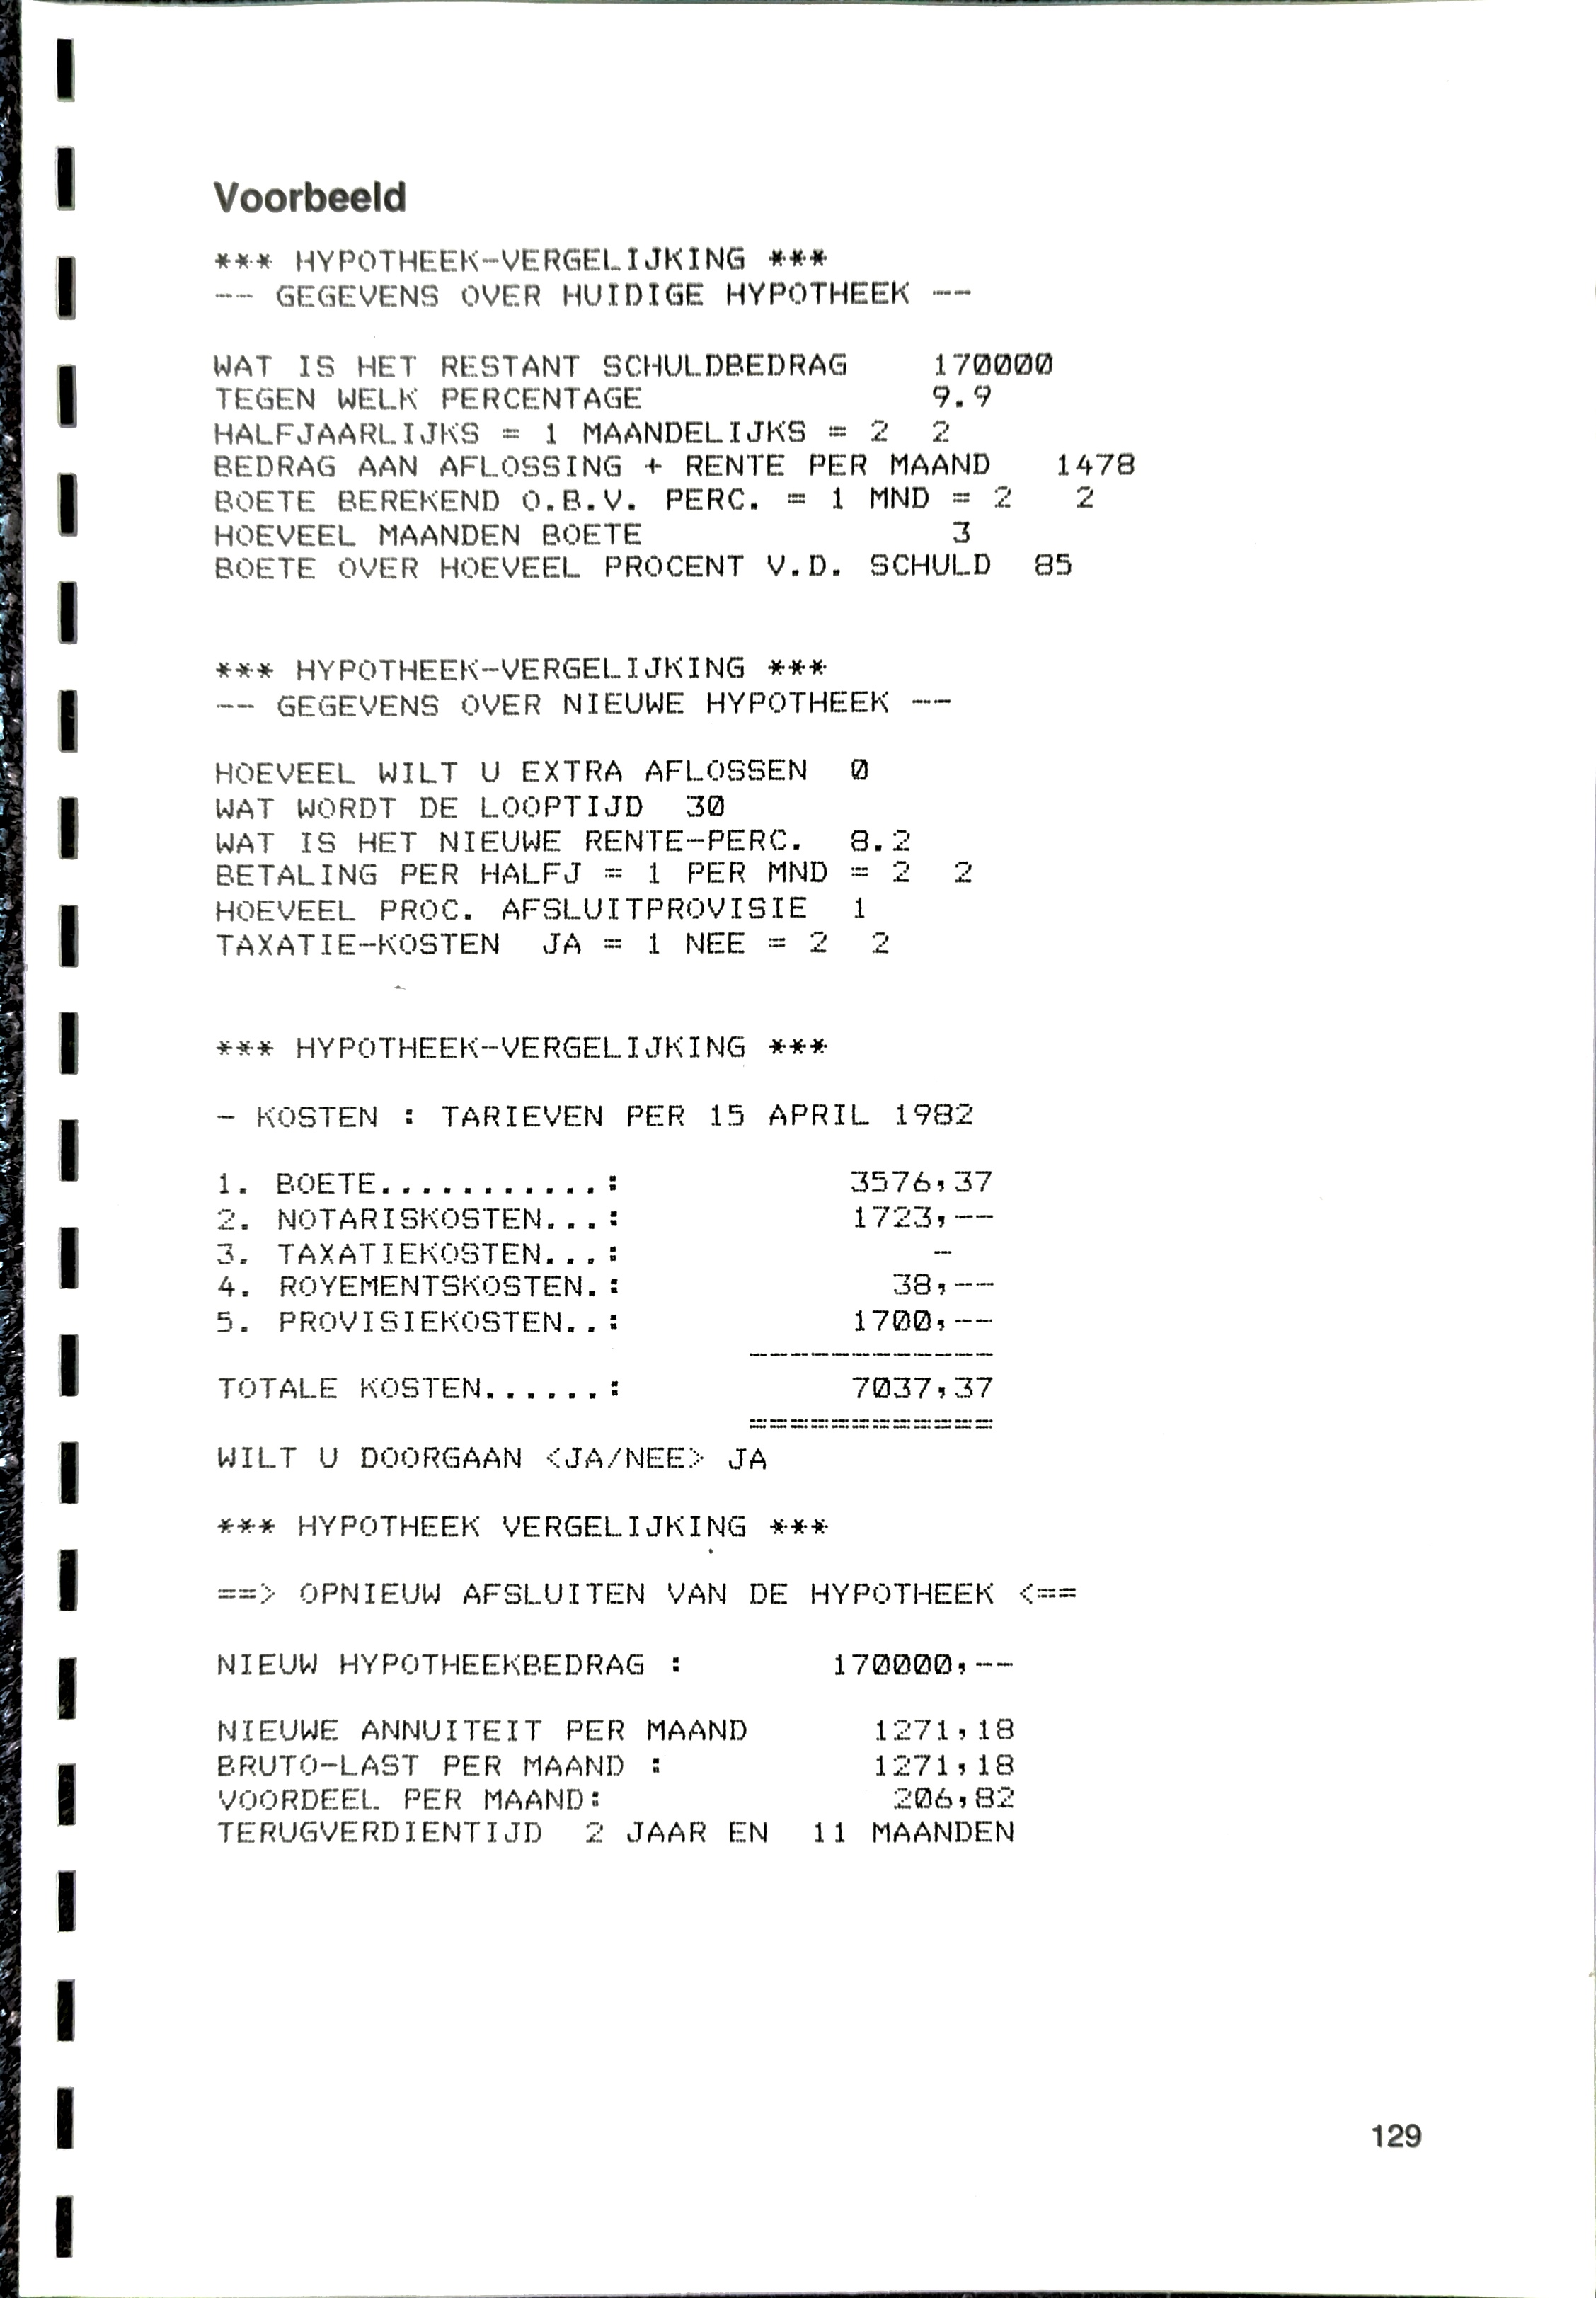 Voorbeeld
*** HYPOTHEEK-VERGELIJKING ***
-- GEGEVENS OVER HUIDIGE HYPOTHEEK --
WAT IS HET RESTANT SCHULDBEDRAG 170000
TEGEN WELK PERCENTAGE 9.9
HALFJAARLIJKS = 1 MAANDELIJKS = 2 2
BEDRAG AAN AFLOSSING + RENTE PER MAAND 1478
BOETE BEREKEND O.B.V. PERC. = 1 MND = 2 2
HOEVEEL MAANDEN BOETE 3
BOETE OVER HOEVEEL PROCENT V.D. SCHULD 85
*** HYPOTHEEK-VERGELIJKING ***
-- GEGEVENS OVER NIEUWE HYPOTHEEK --
HOEVEEL WILT U EXTRA AFLOSSEN 0
WAT WORDT DE LOOPTIJD 30
WAT IS HET NIEUWE RENTE-PERC. 8.2
BETALING PER HALFJ = 1 PER MND = 2 2
HOEVEEL PROC. AFSLUITPROVISIE 1
TAXATIE-KOSTEN JA = 1 NEE = 2 2
*** HYPOTHEEK-VERGELIJKING ***
- KOSTEN : TARIEVEN PER 15 APRIL 1982
1. BOETE...........: 3576,37
2. NOTARISKOSTEN...: 1723,--
3. TAXATIEKOSTEN...: -
4. ROYEMENTSKOSTEN.: 38,--
5. PROVISIEKOSTEN..: 1700,--
------------
TOTALE KOSTEN......: 7037,37
============
WILT U DOORGAAN <JA/NEE> JA
*** HYPOTHEEK VERGELIJKING ***
==> OPNIEUW AFSLUITEN VAN DE HYPOTHEEK <==
NIEUW HYPOTHEEKBEDRAG : 170000,--
NIEUWE ANNUITEIT PER MAAND 1271,18
BRUTO-LAST PER MAAND : 1271,18
VOORDEEL PER MAAND: 206,82
TERUGVERDIENTIJD 2 JAAR EN 11 MAANDEN
129